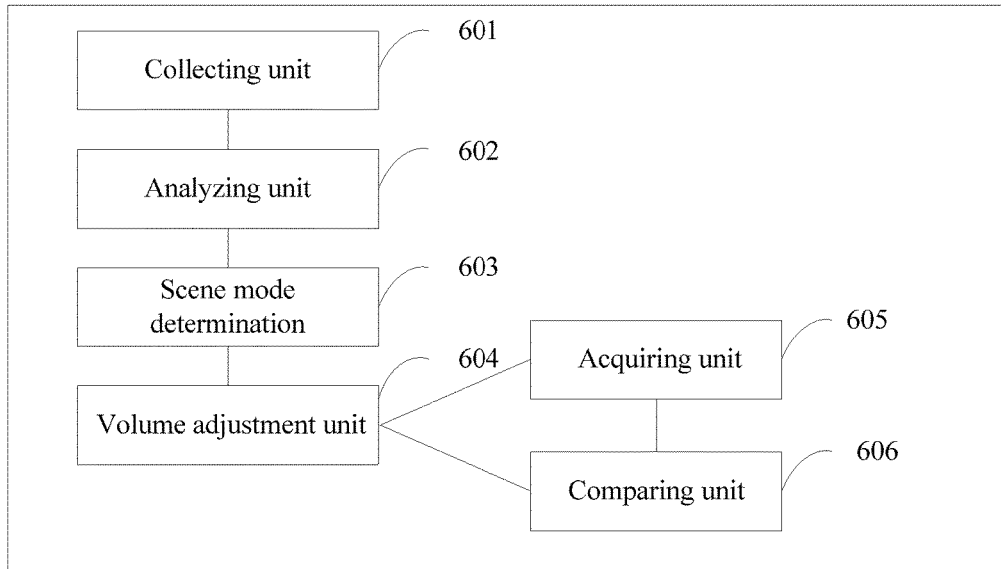 601
Collecting unit
602
Analyzing unit
603
Scene mode
determination
604
Volume adjustment unit
605
Acquiring unit
606
Comparing unit